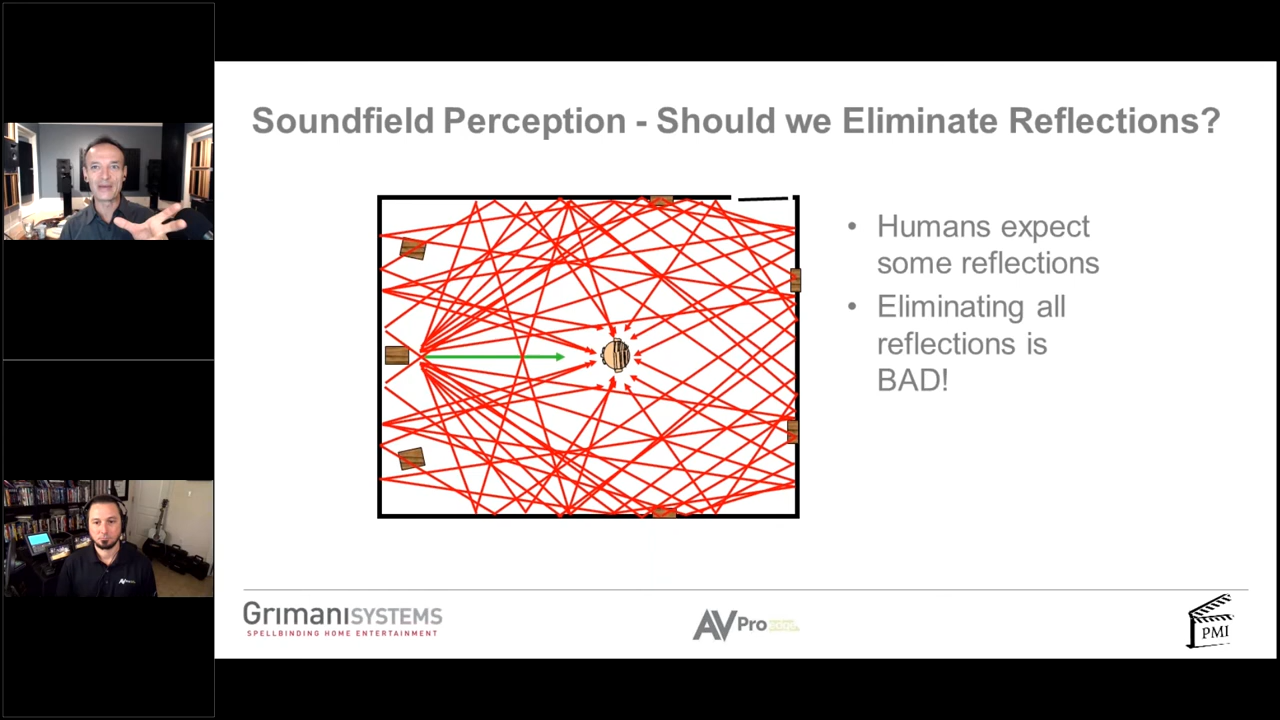 Soundfield Perception - Should we Eliminate Reflections?
• Humans expect
some reflections
• Eliminating all
reflections is
BAD!
GRIMANISYSTEMS
SPELLBINDING HOME ENTERTAINMENT
AVPro
edge
PMI